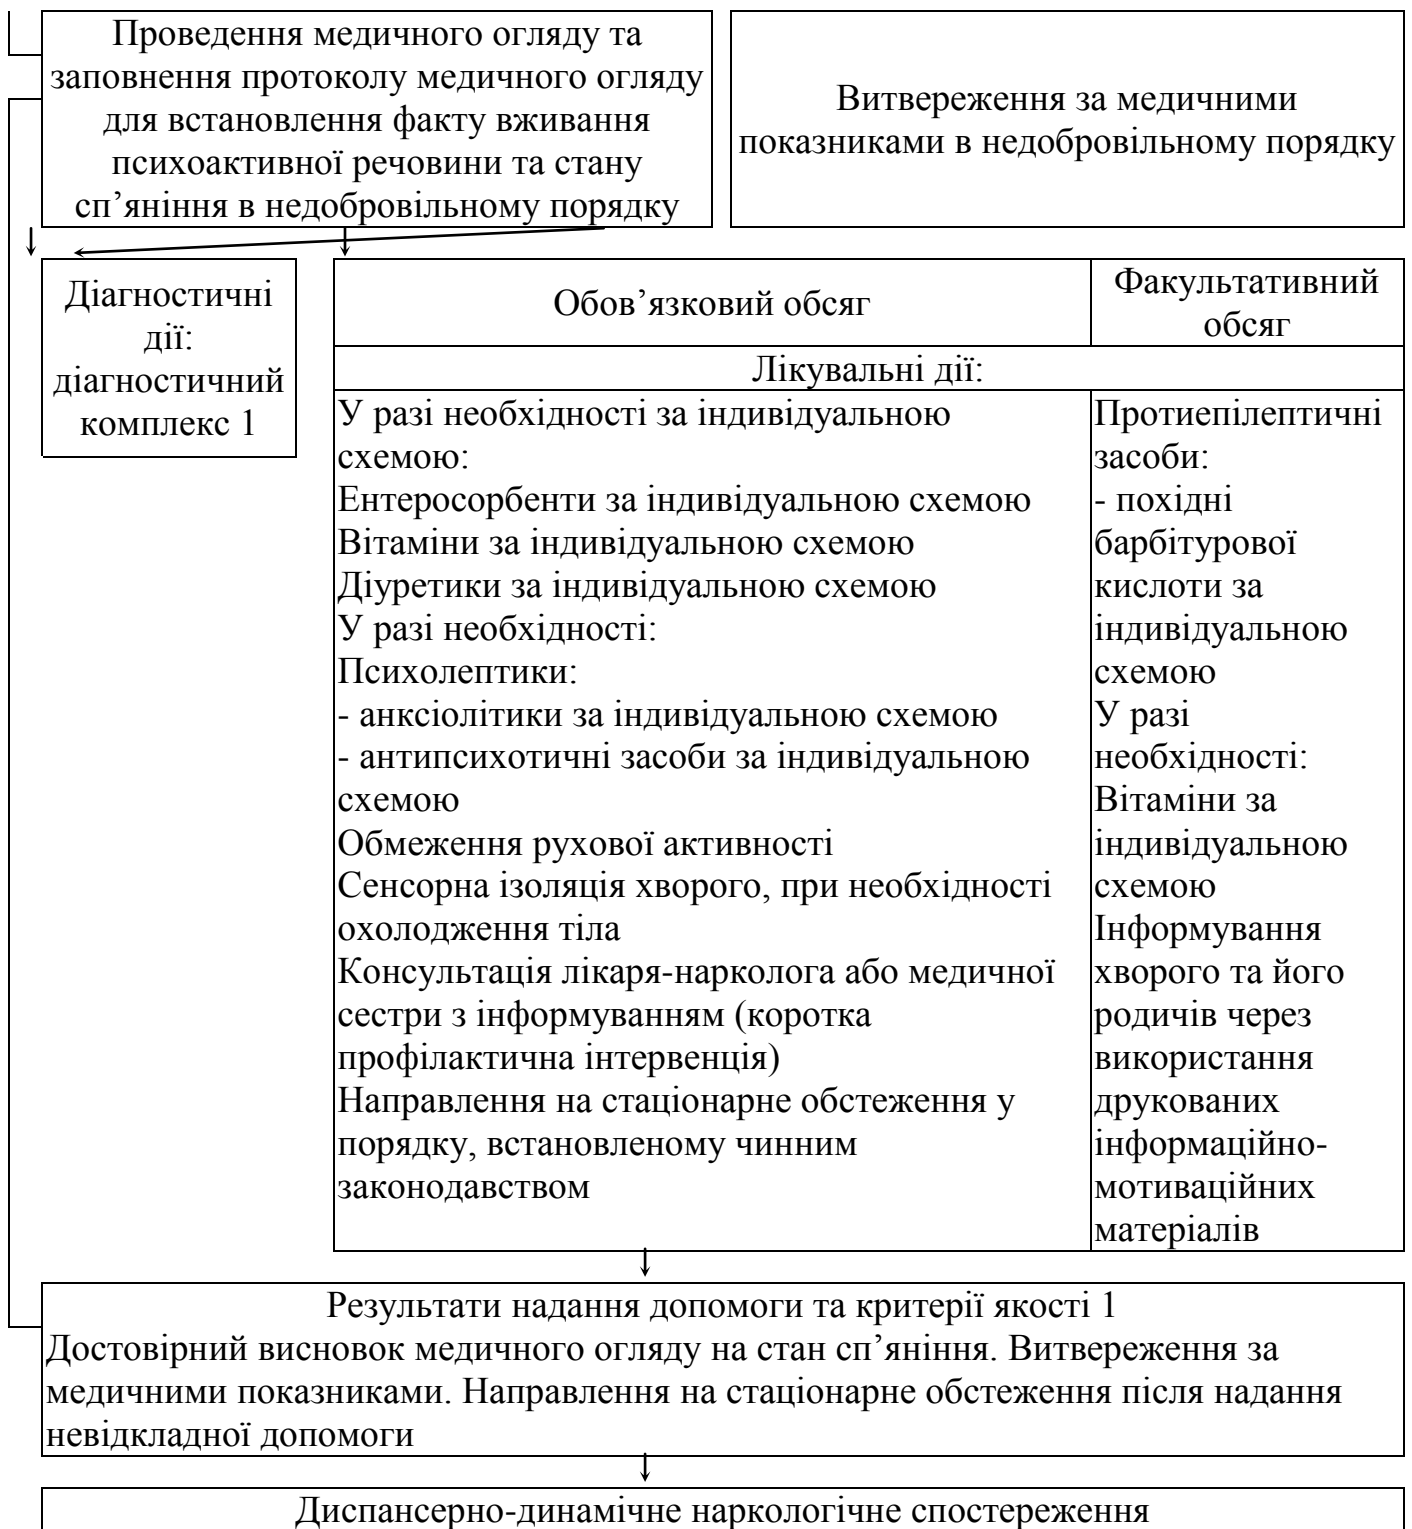 Проведення медичного огляду та
заповнення протоколу медичного огляду
для встановлення факту вживання
психоактивної речовини та стану
сп’яніння в недобровільному порядку
Витвереження за медичними
показниками в недобровільному порядку
Діагностичні
дії:
діагностичний
комплекс 1
Обов’язковий обсяг
Факультативний
обсяг
Лікувальні дії:
У разі необхідності за індивідуальною
схемою:
Ентеросорбенти за індивідуальною схемою
Вітаміни за індивідуальною схемою
Діуретики за індивідуальною схемою
У разі необхідності:
Психолептики:
- анксіолітики за індивідуальною схемою
- антипсихотичні засоби за індивідуальною
схемою
Обмеження рухової активності
Сенсорна ізоляція хворого, при необхідності
охолодження тіла
Консультація лікаря-нарколога або медичної
сестри з інформуванням (коротка
профілактична інтервенція)
Направлення на стаціонарне обстеження у
порядку, встановленому чинним
законодавством
Протиепілептичні
засоби:
- похідні
барбітурової
кислоти за
індивідуальною
схемою
У разі
необхідності:
Вітаміни за
індивідуальною
схемою
Інформування
хворого та його
родичів через
використання
друкованих
інформаційно-
мотиваційних
матеріалів
Результати надання допомоги та критерії якості 1
Достовірний висновок медичного огляду на стан сп’яніння. Витвереження за
медичними показниками. Направлення на стаціонарне обстеження після надання
невідкладної допомоги
Диспансерно-динамічне наркологічне спостереження